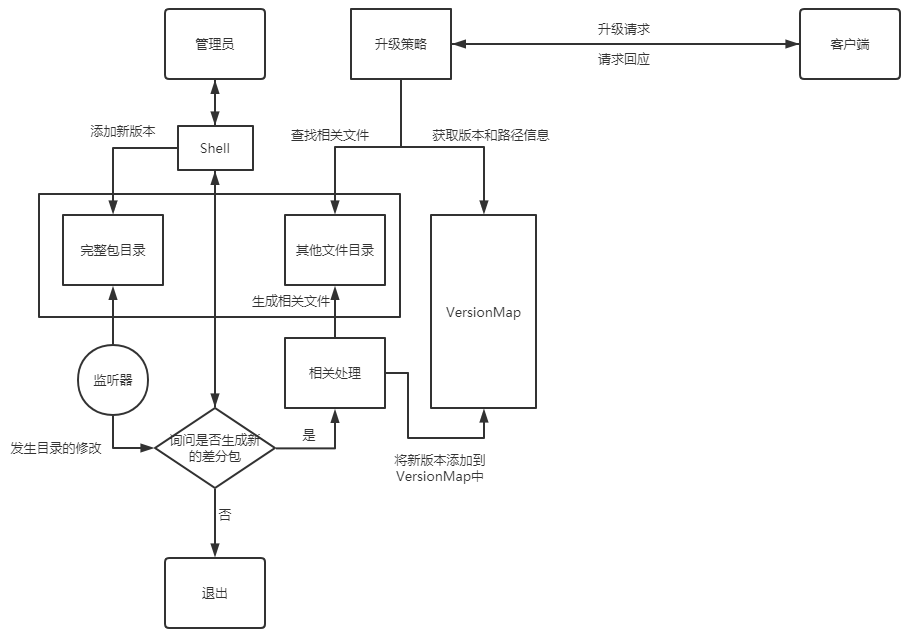 管理员
升级策略
升级请求
请求回应
客户端
添加新版本
Shell
查找相关文件
获取版本和路径信息
完整包目录
其他文件目录
生成相关文件
VersionMap
监听器
相关处理
发生目录的修改
询问是否生成新
的差分包
是
将新版本添加到
VersionMap中
否
退出